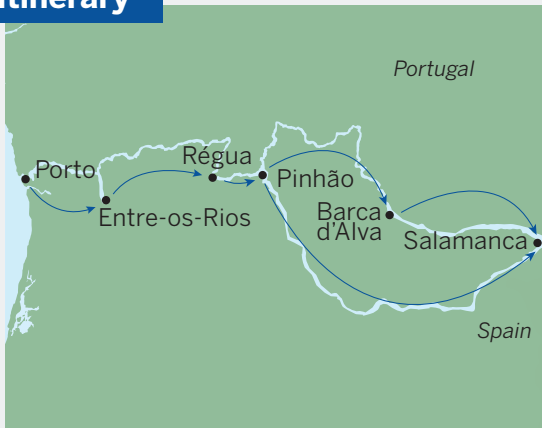 Itinerary
Portugal
Porto
Régua
Pinhão
Entre-os-Rios
Barca
d'Alva
Salamanca
Spain